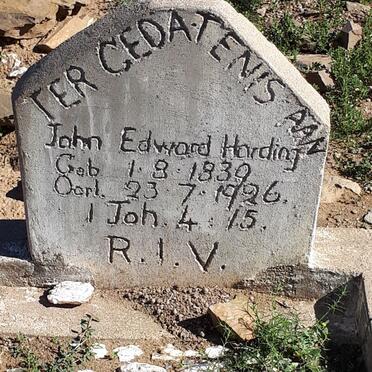 TER GEDAGTENIS AAN
John Edward Harding
Geb 1.8.1839
Oorl. 23.7.1926.
1 Joh. 4:15.
R.I.V.